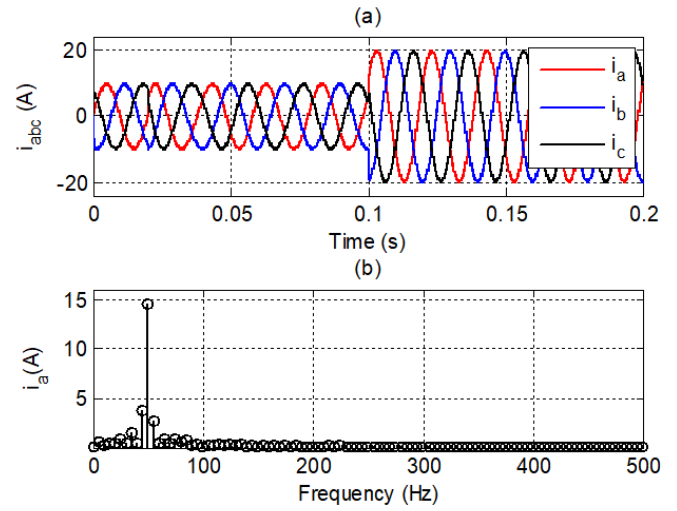 (a)
i_abc (A)
20
0
-20
i_a
i_b
i_c
0 0.05 0.1 0.15 0.2
Time (s)
(b)
i_a(A)
15
10
5
0 100 200 300 400 500
Frequency (Hz)